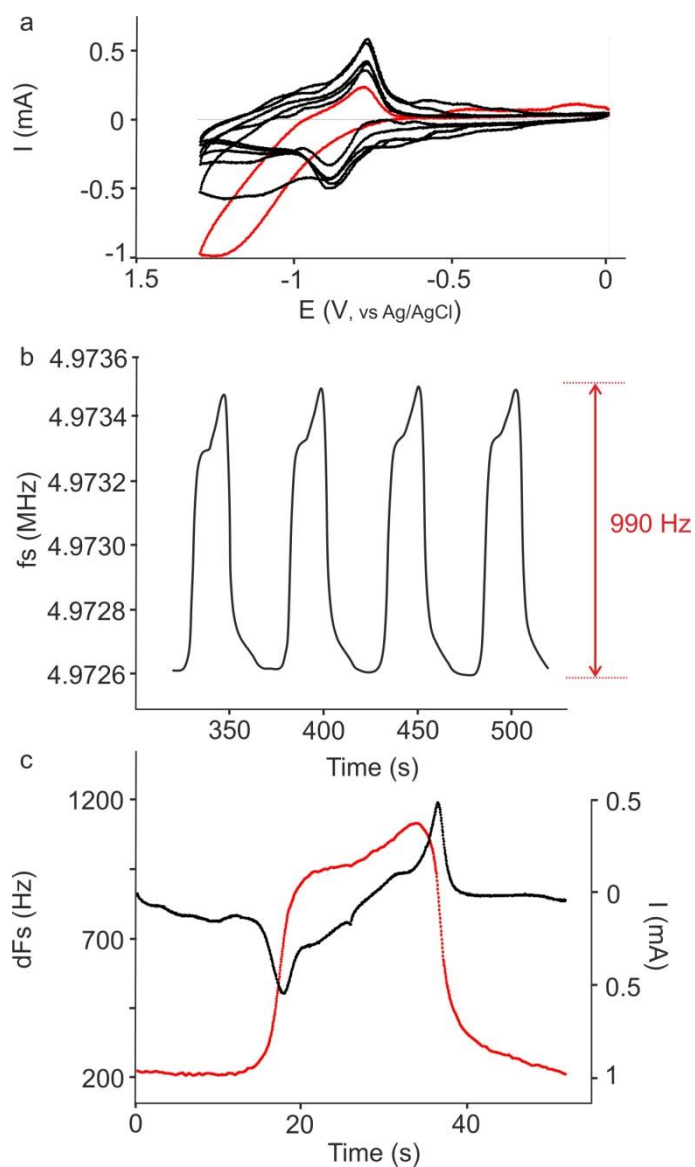 a
0.5
0
-0.5
-1
I (mA)
1.5
-1
-0.5
0
E (V, vs Ag/AgCl)
b
4.9736
4.9734
4.9732
4.9730
4.9728
4.9726
fs (MHz)
990 Hz
350
400
450
500
Time (s)
c
1200
700
200
dFs (Hz)
0.5
0
0.5
1
I (mA)
0
20
40
Time (s)